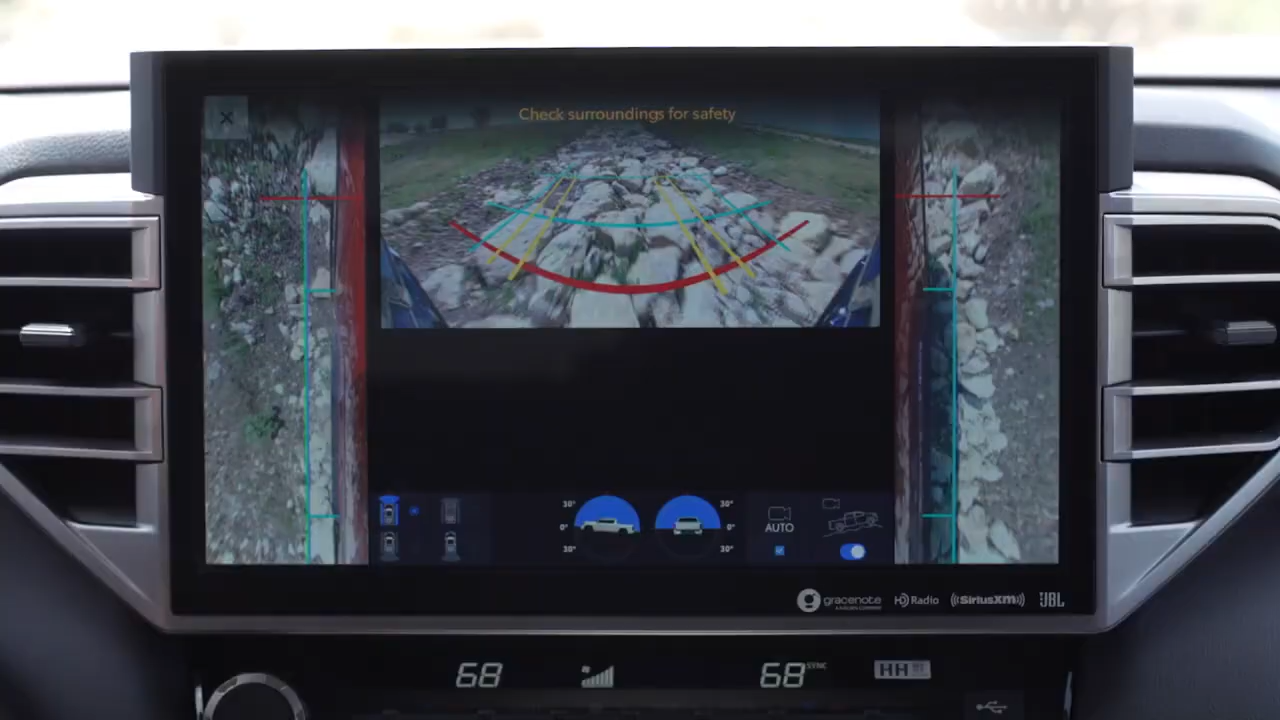 Check surroundings for safety
30° 30°
0° 0°
30° 30°
AUTO
gracenote
HD Radio
SiriusXM
JBL
68 68 SYNC
HH